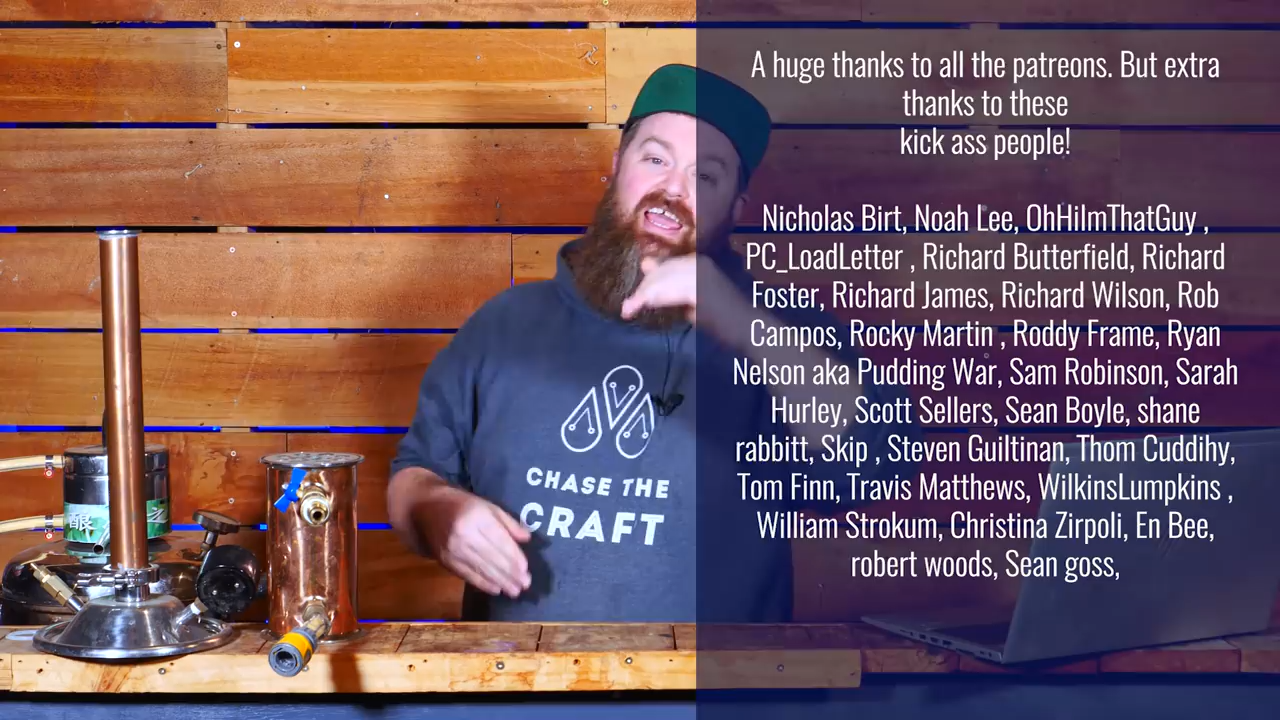 A huge thanks to all the patreons. But extra
thanks to these
kick ass people!
Nicholas Birt, Noah Lee, OhHiImThatGuy ,
PC_LoadLetter , Richard Butterfield, Richard
Foster, Richard James, Richard Wilson, Rob
Campos, Rocky Martin , Roddy Frame, Ryan
Nelson aka Pudding War, Sam Robinson, Sarah
Hurley, Scott Sellers, Sean Boyle, shane
rabbitt, Skip , Steven Guiltinan, Thom Cuddihy,
Tom Finn, Travis Matthews, WilkinsLumpkins ,
William Strokum, Christina Zirpoli, En Bee,
robert woods, Sean goss,
CHASE THE
CRAFT
酿